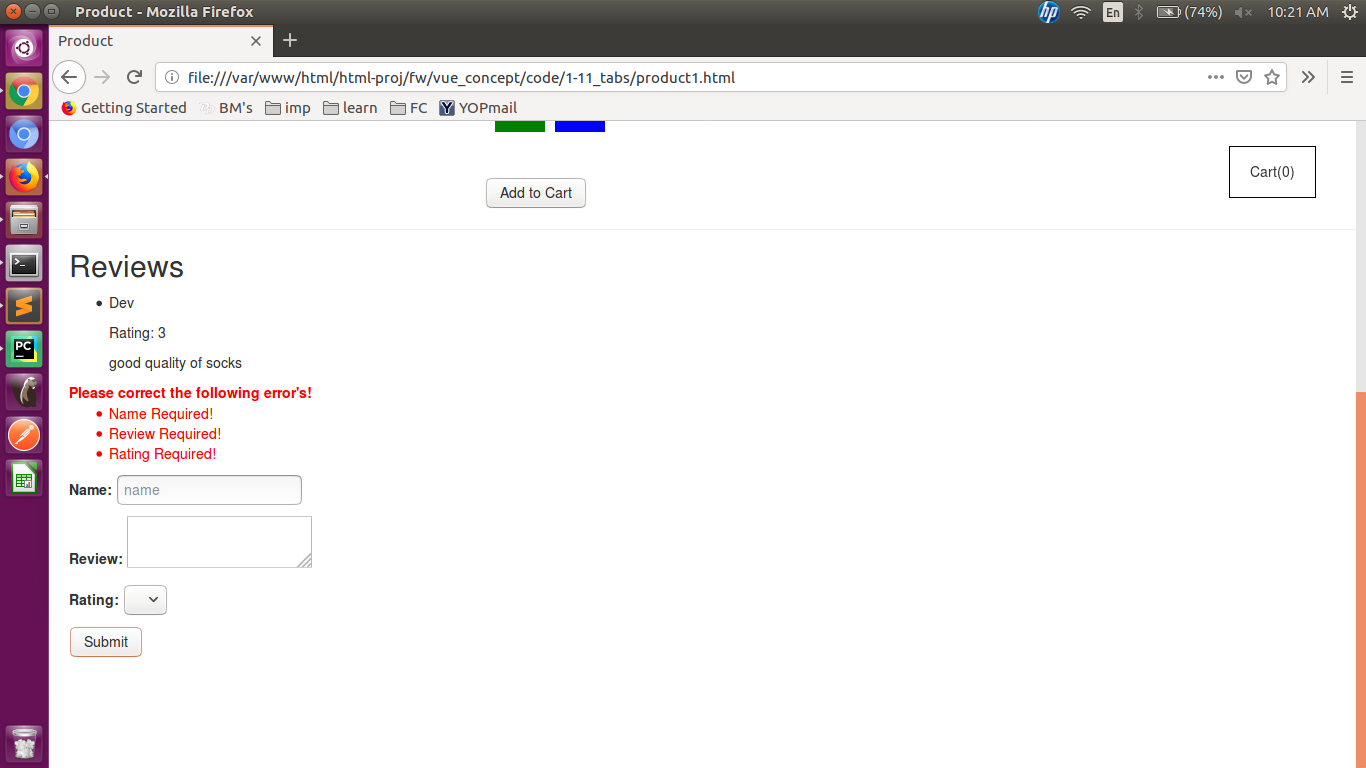 Product - Mozilla Firefox
En
(74%)
10:21 AM
Product
file:///var/www/html/html-proj/fw/vue_concept/code/1-11_tabs/product1.html
Getting Started BM's imp learn FC YOPmail
Cart(0)
Add to Cart
Reviews
Dev
Rating: 3
good quality of socks
Please correct the following error's!
Name Required!
Review Required!
Rating Required!
Name: name
Review:
Rating:
Submit
hp
PC
Y